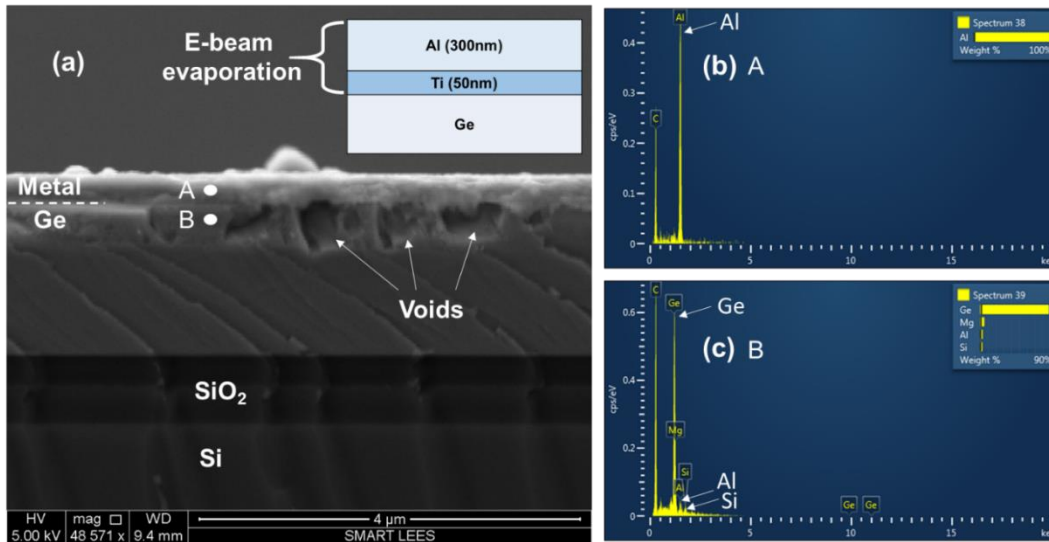 (a)
E-beam
evaporation
Al (300nm)
Ti (50nm)
Ge
Metal
Ge
A
B
Voids
SiO₂
Si
HV
5.00 kV
mag □
48 571 x
WD
9.4 mm
4 µm
SMART LEES
(b) A
Al
Al
C
Spectrum 38
Al
Weight % 100%
cps/eV
0.4
0.3
0.2
0.1
0
0 5 10 15
(c) B
C
Ge
Ge
Mg
Al
Si
Al
Si
Ge Ge
Spectrum 39
Ge
Mg
Al
Si
Weight % 90%
cps/eV
0.6
0.4
0.2
0
0 5 10 15